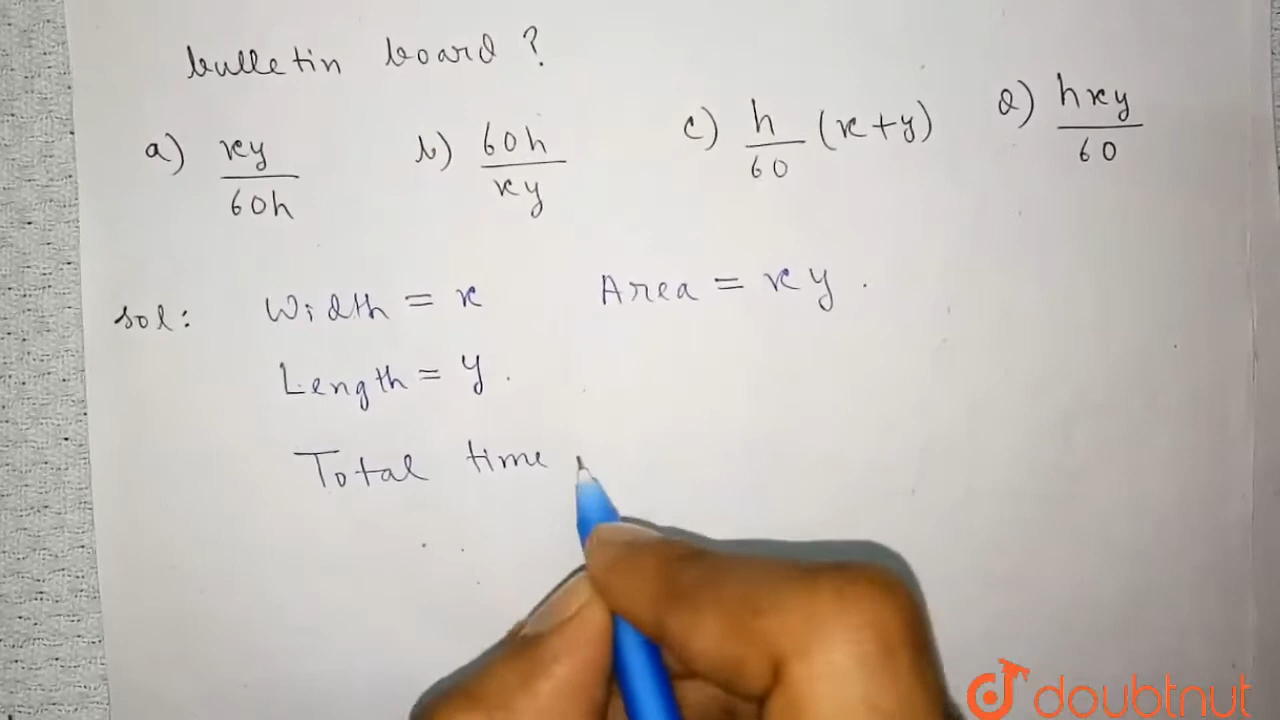 bulletin board ?
a) xy/60h b) 60h/xy c) h/60 (x+y) d) hxy/60
Sol: Width = x Area = xy.
Length = y.
Total time
doubtnut